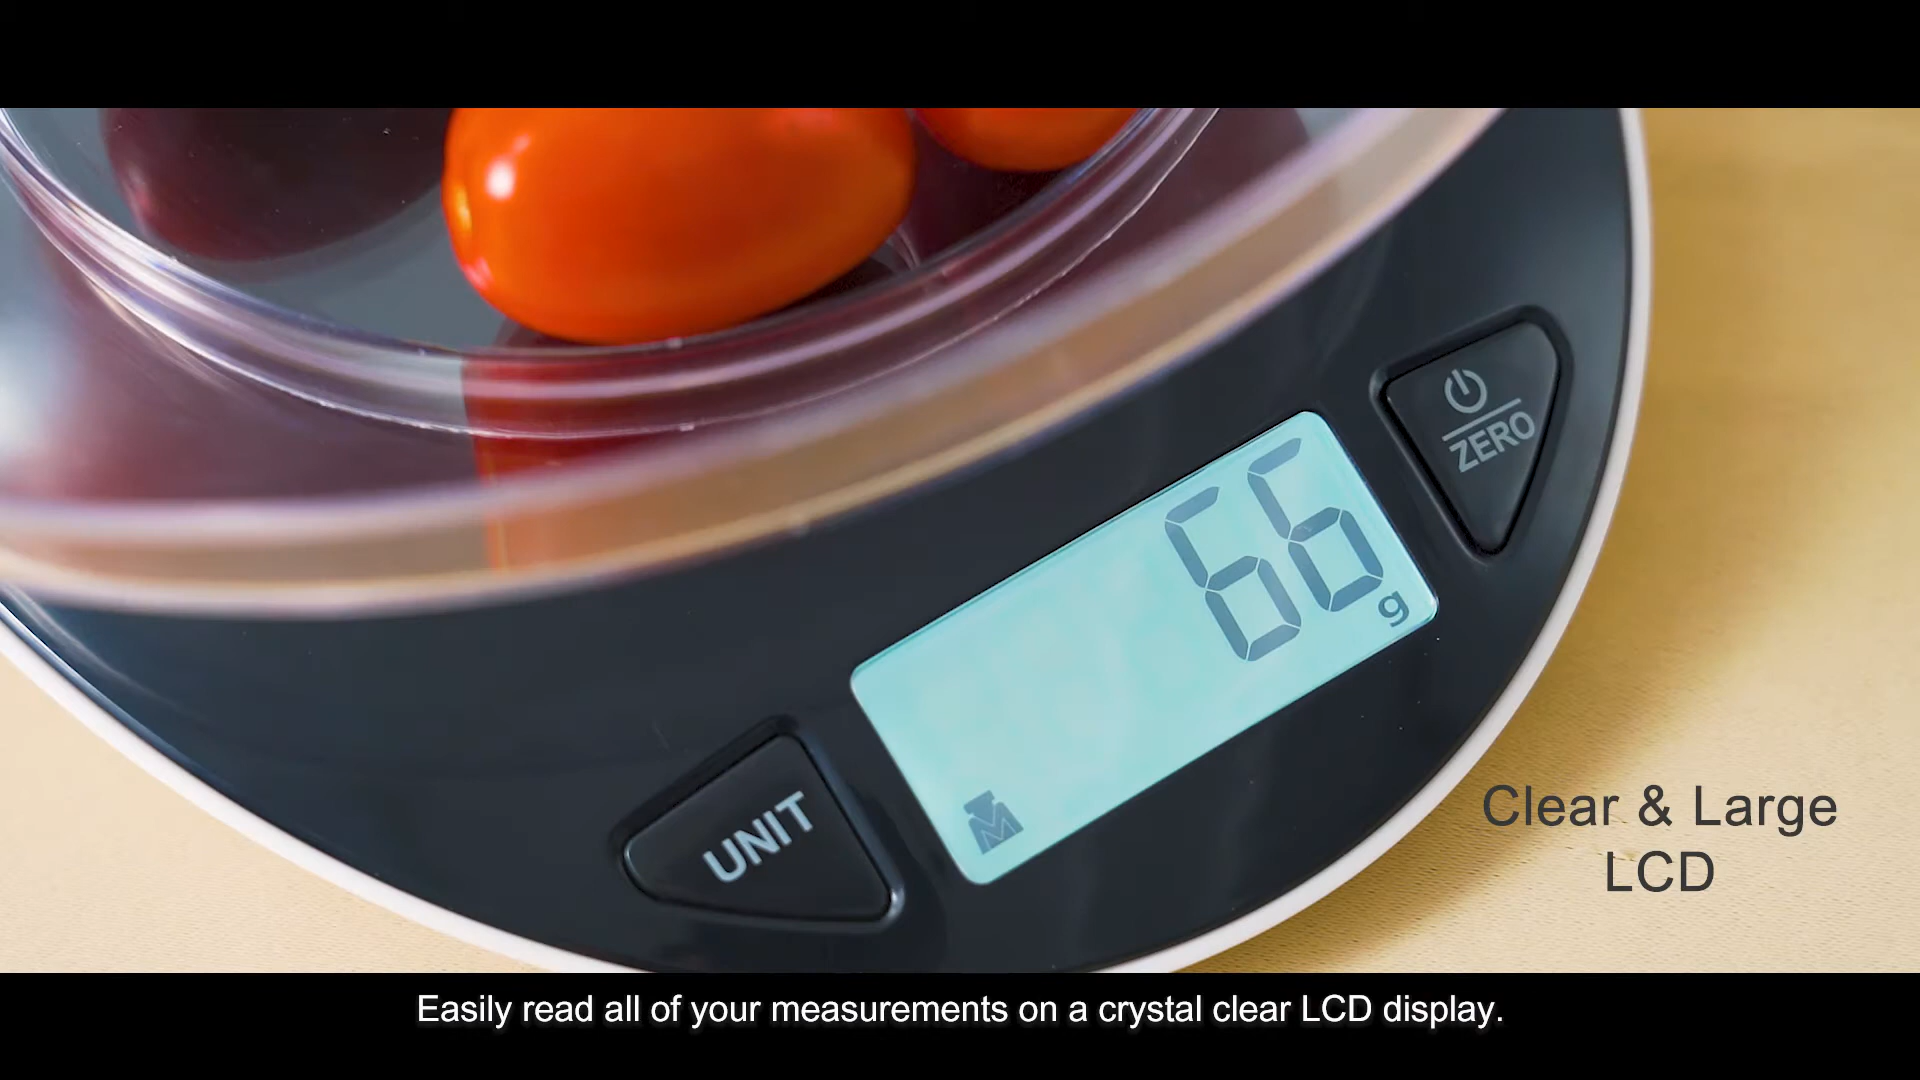 ZERO
66 g
M
UNIT
Clear & Large
LCD
Easily read all of your measurements on a crystal clear LCD display.